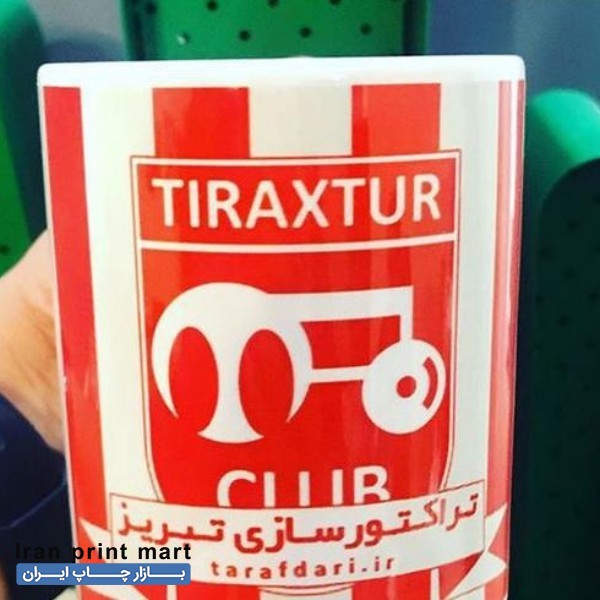 TIRAXTUR
CLUB
تراکتورسازی تبریز
tarafdari.ir
Iran print mart
بازار چاپ ایران